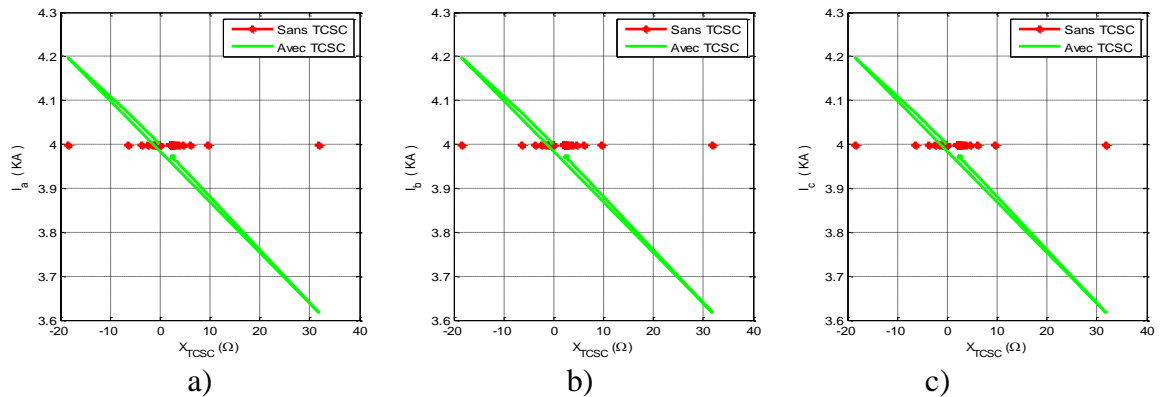 4.3
4.2
4.1
4
3.9
3.8
3.7
3.6
-20 -10 0 10 20 30 40
I_a ( KA )
X_TCSC (Ω)
Sans TCSC
Avec TCSC
a)
4.3
4.2
4.1
4
3.9
3.8
3.7
3.6
-20 -10 0 10 20 30 40
I_b ( KA )
X_TCSC (Ω)
Sans TCSC
Avec TCSC
b)
4.3
4.2
4.1
4
3.9
3.8
3.7
3.6
-20 -10 0 10 20 30 40
I_c ( KA )
X_TCSC (Ω)
Sans TCSC
Avec TCSC
c)